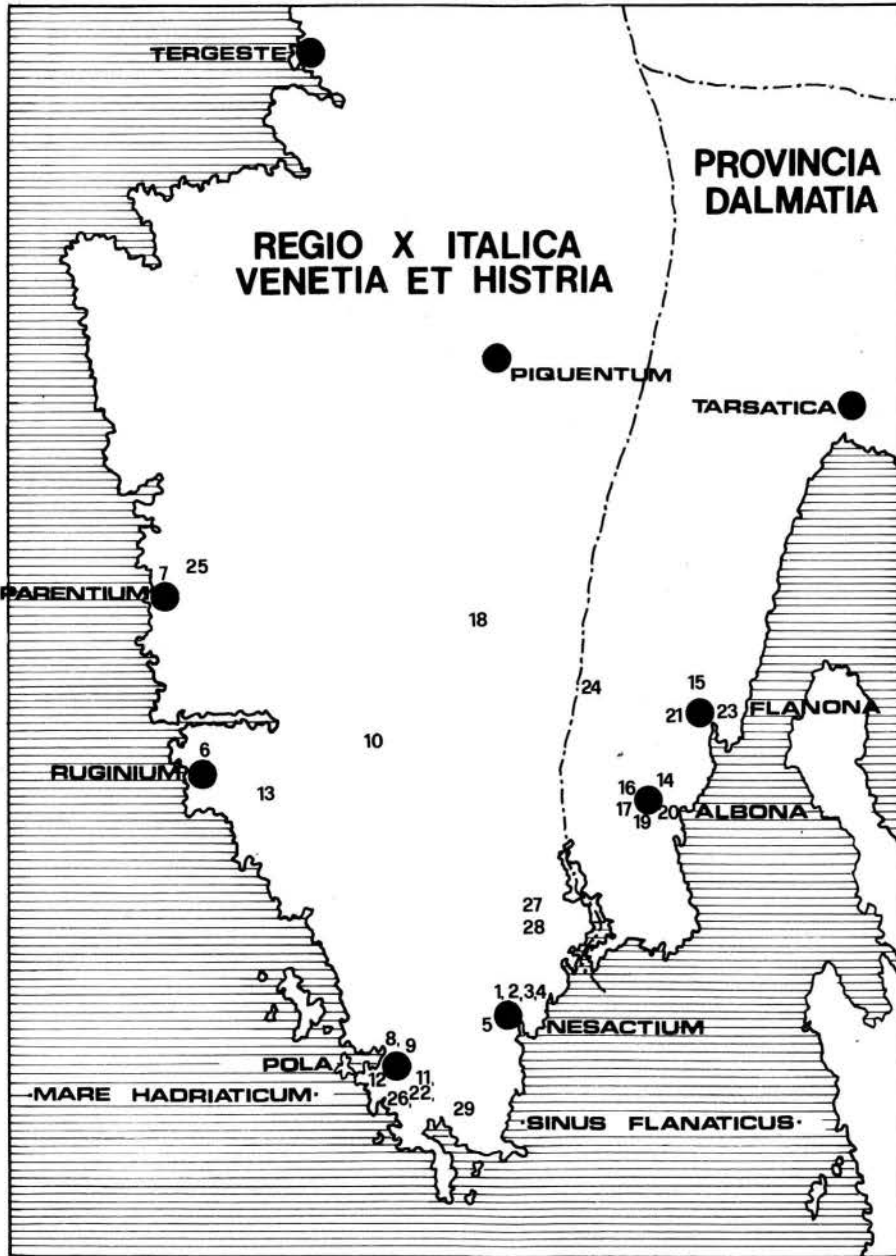 TERGESTE
PROVINCIA
DALMATIA
REGIO X ITALICA
VENETIA ET HISTRIA
PIQUENTUM
TARSATICA
7
25
PARENTIUM
18
24
15
21
23
FLANONA
10
6
RUGINIUM
13
16
14
17
19
20
ALBONA
27
28
1, 2, 3,4
5
NESACTIUM
8, 9
POLA
12
11,
26,
22,
29
·MARE HADRIATICUM·
·SINUS FLANATICUS·